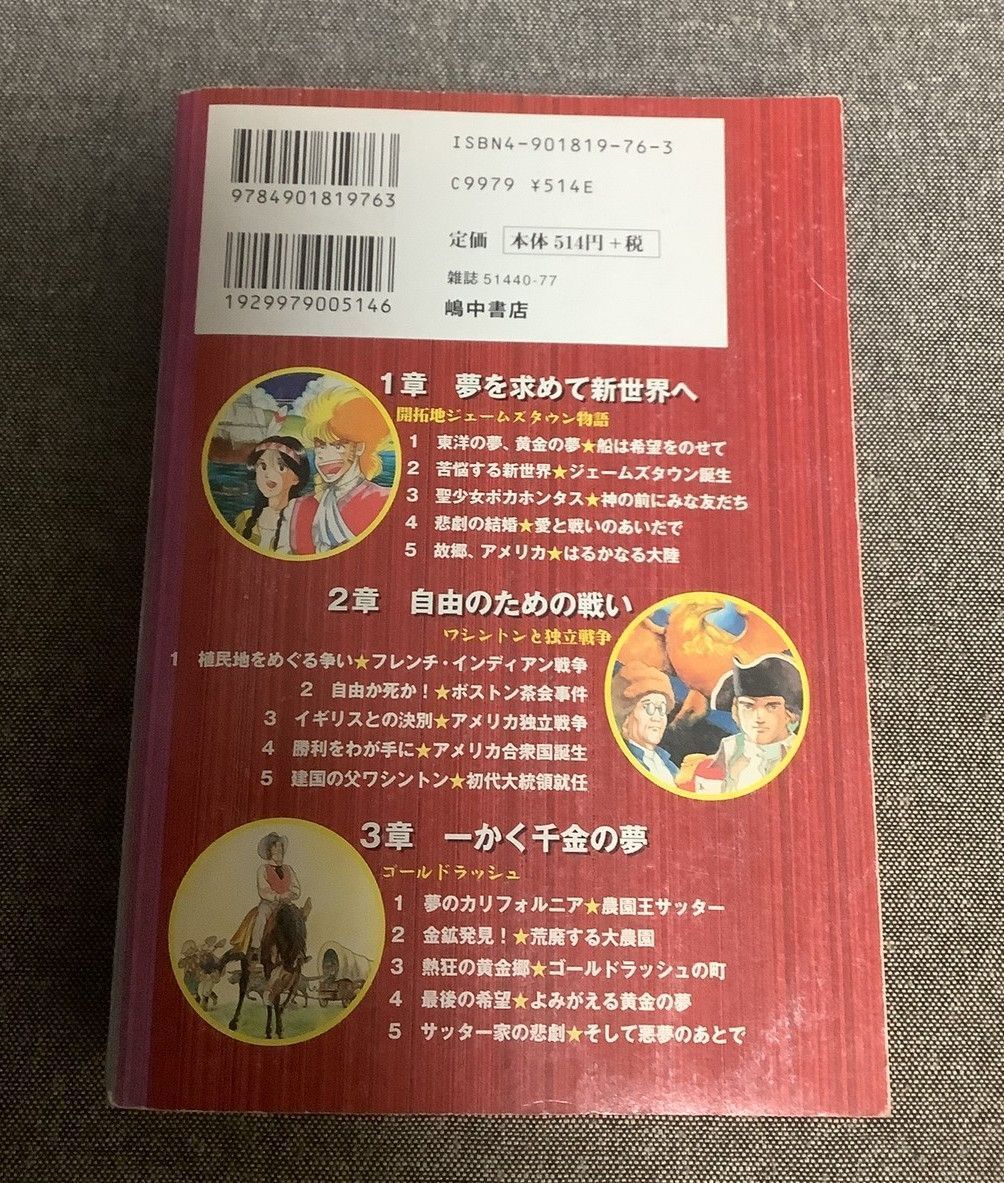 ISBN4-901819-76-3
9784901819763
C9979 ¥514E
定価 本体 514円+税
雑誌 51440-77
1929979005146
嶋中書店
1章 夢を求めて新世界へ
開拓地ジェームズタウン物語
1 東洋の夢、黄金の夢★船は希望をのせて
2 苦悩する新世界★ジェームズタウン誕生
3 聖少女ポカホンタス★神の前にみな友だち
4 悲劇の結婚★愛と戦いのあいだで
5 故郷、アメリカ★はるかなる大陸
2章 自由のための戦い
ワシントンと独立戦争
1 植民地をめぐる争い★フレンチ・インディアン戦争
2 自由か死か!★ボストン茶会事件
3 イギリスとの決別★アメリカ独立戦争
4 勝利をわが手に★アメリカ合衆国誕生
5 建国の父ワシントン★初代大統領就任
3章 一かく千金の夢
ゴールドラッシュ
1 夢のカリフォルニア★農園王サッター
2 金鉱発見!★荒廃する大農園
3 熱狂の黄金郷★ゴールドラッシュの町
4 最後の希望★よみがえる黄金の夢
5 サッター家の悲劇★そして悪夢のあとで